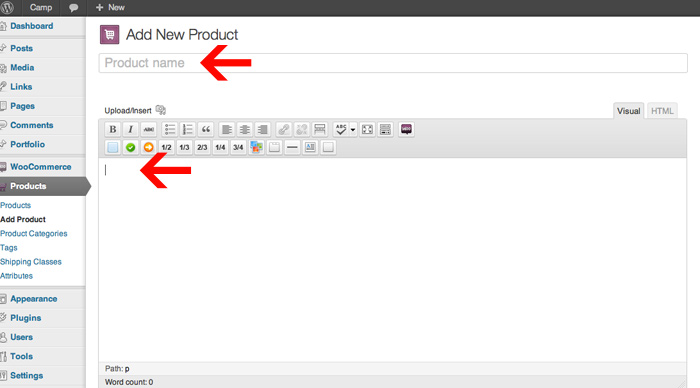 Camp
+ New
Dashboard
Posts
Media
Links
Pages
Comments
Portfolio
WooCommerce
Products
Products
Add Product
Product Categories
Tags
Shipping Classes
Attributes
Appearance
Plugins
Users
Tools
Settings
Add New Product
Product name
Upload/Insert
Visual HTML
B I ABC ABC
1/2 1/3 2/3 1/4 3/4
Path: p
Word count: 0